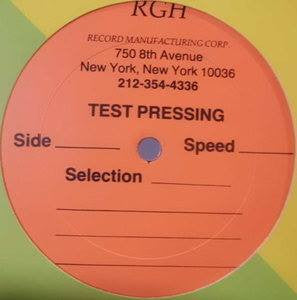 RGH
RECORD MANUFACTURING CORP
750 8th Avenue
New York, New York 10036
212-354-4336
TEST PRESSING
Side Speed
Selection